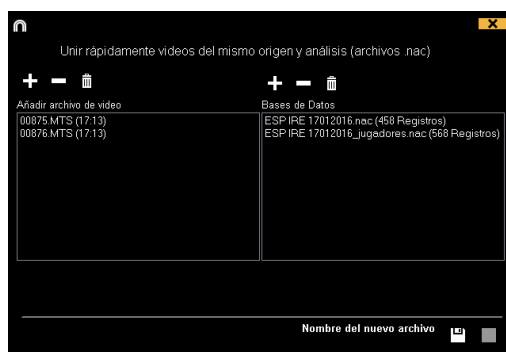 Unir rápidamente videos del mismo origen y análisis (archivos .nac)
Añadir archivo de video
00875.MTS (17:13)
00876.MTS (17:13)
Bases de Datos
ESP IRE 17012016.nac (458 Registros)
ESP IRE 17012016_jugadores.nac (568 Registros)
Nombre del nuevo archivo